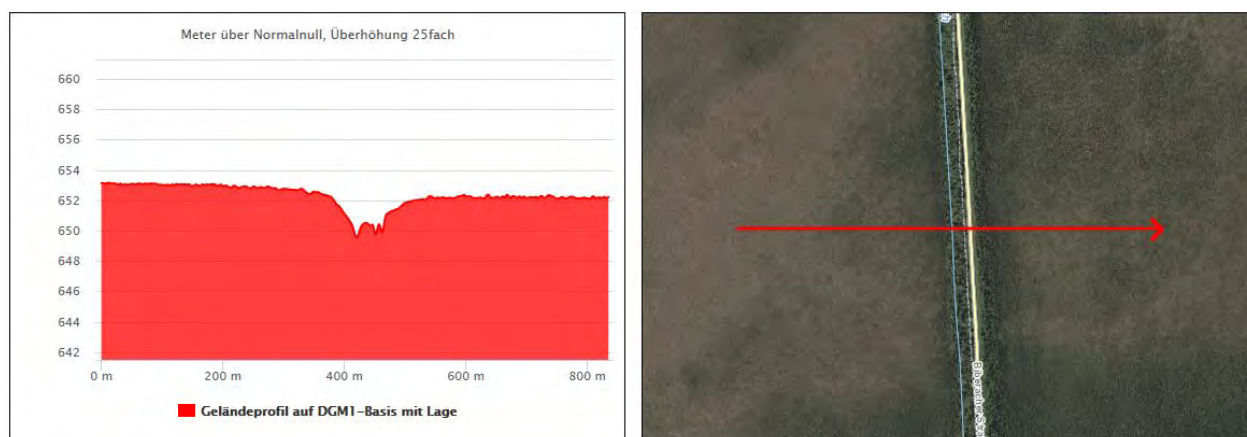 Meter über Normalnull, Überhöhung 25fach
660
658
656
654
652
650
648
646
644
642
0 m
200 m
400 m
600 m
800 m
Geländeprofil auf DGM1-Basis mit Lage